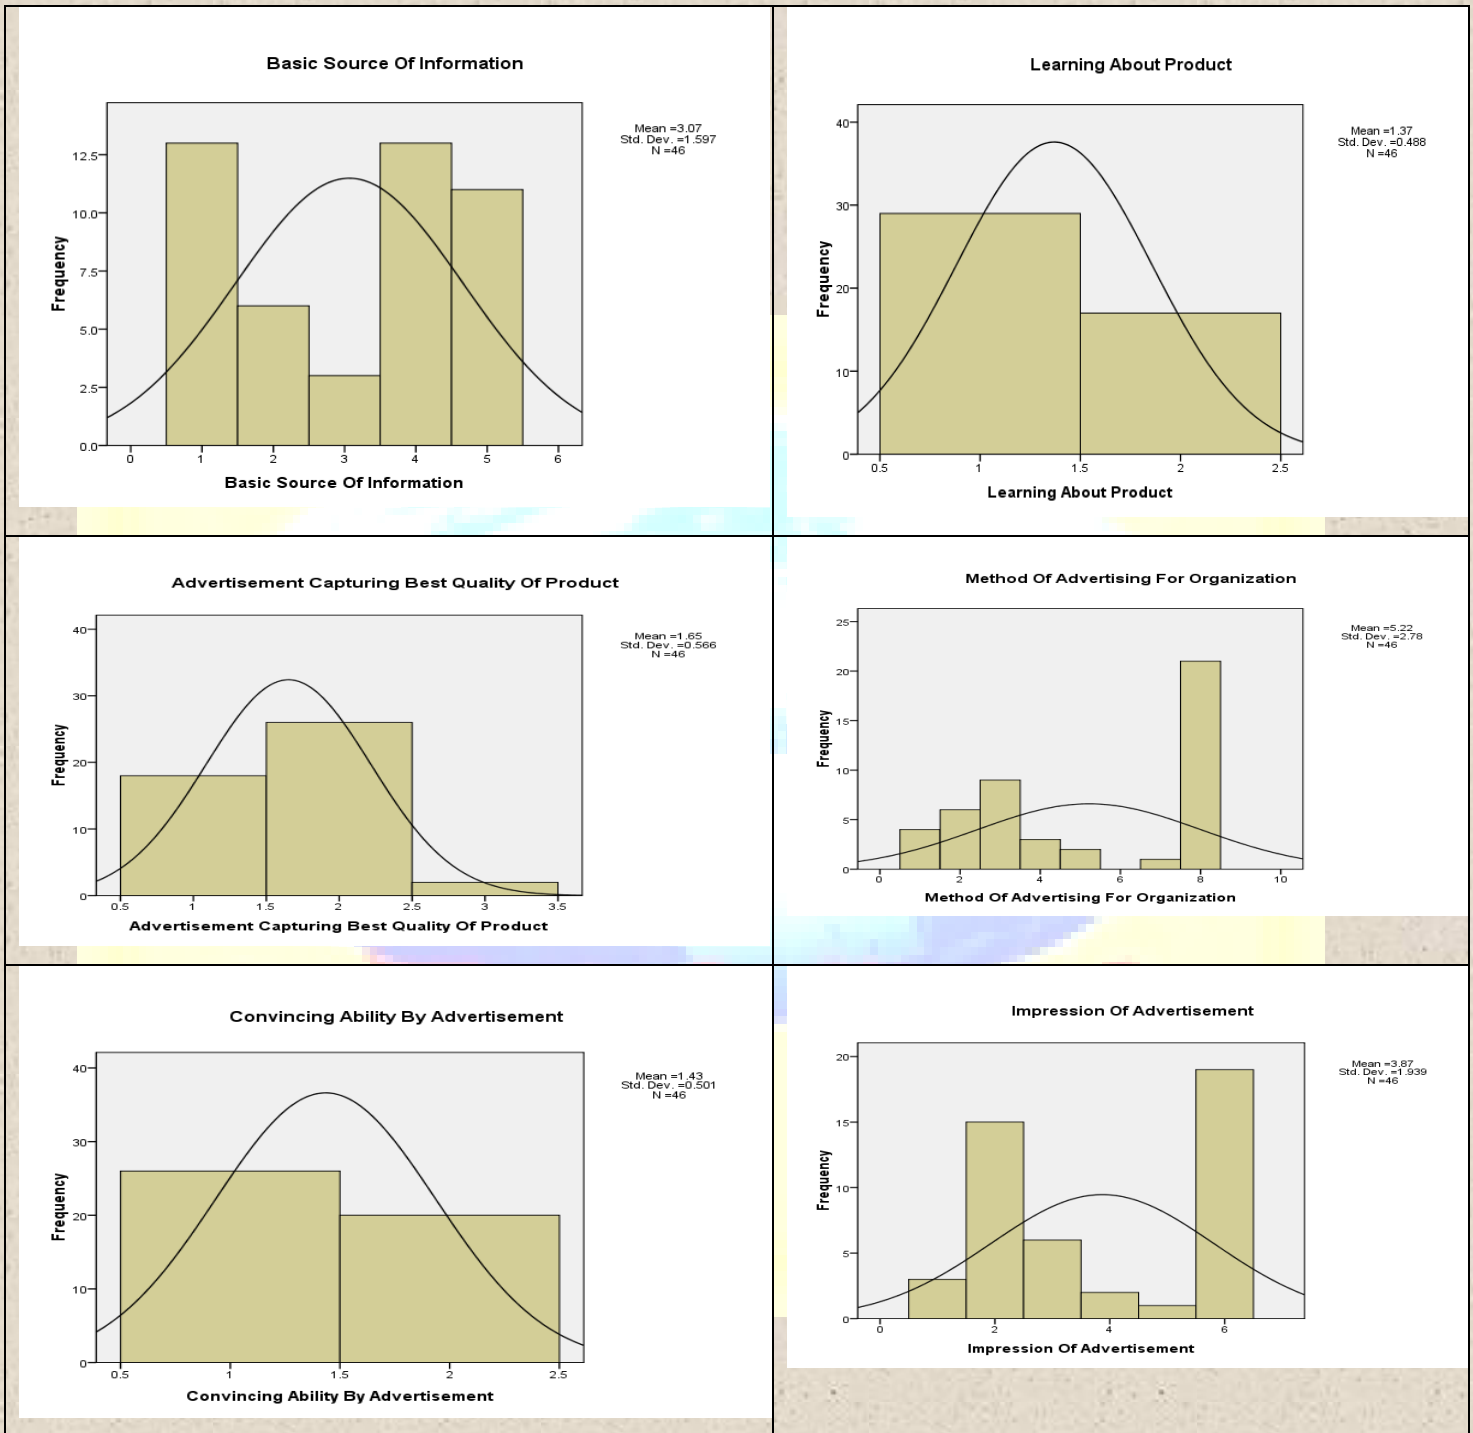 Basic Source Of Information
Mean =3.07
Std. Dev. =1.597
N =46
Frequency
12.5
10.0
7.5
5.0
2.5
0.0
0 1 2 3 4 5 6
Basic Source Of Information
Learning About Product
Mean =1.37
Std. Dev. =0.488
N =46
Frequency
40
30
20
10
0
0.5 1 1.5 2 2.5
Learning About Product
Advertisement Capturing Best Quality Of Product
Mean =1.65
Std. Dev. =0.566
N =46
Frequency
40
30
20
10
0
0.5 1 1.5 2 2.5 3 3.5
Advertisement Capturing Best Quality Of Product
Method Of Advertising For Organization
Mean =5.22
Std. Dev. =2.78
N =46
Frequency
25
20
15
10
5
0
0 2 4 6 8 10
Method Of Advertising For Organization
Convincing Ability By Advertisement
Mean =1.43
Std. Dev. =0.501
N =46
Frequency
40
30
20
10
0
0.5 1 1.5 2 2.5
Convincing Ability By Advertisement
Impression Of Advertisement
Mean =3.87
Std. Dev. =1.939
N =46
Frequency
20
15
10
5
0
0 2 4 6
Impression Of Advertisement